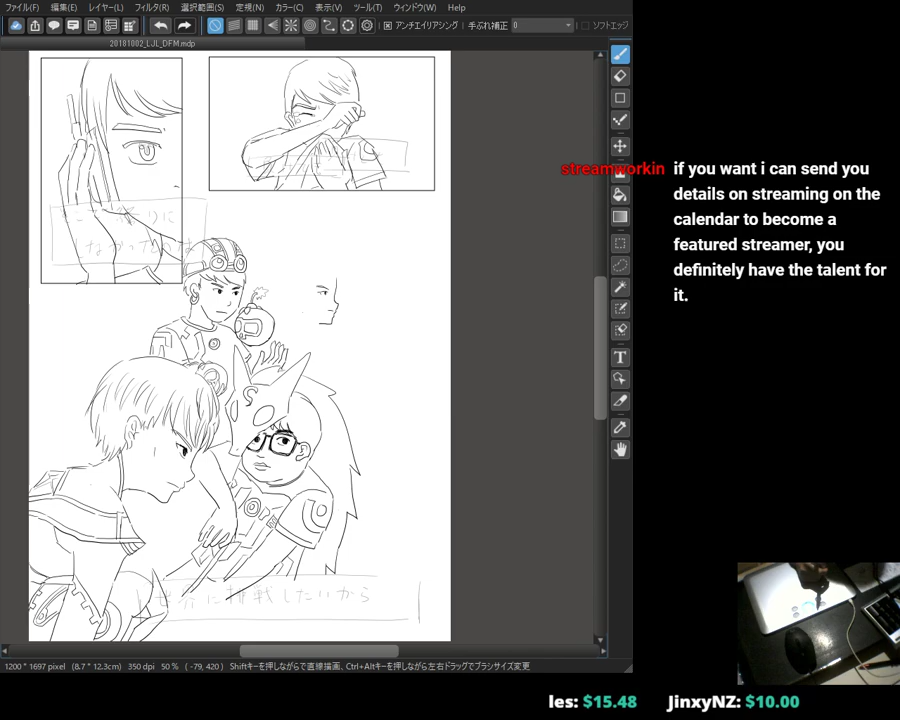 ファイル(F) 編集(E) レイヤー(L) フィルタ(R) 選択範囲(S) 定規(N) カラー(C) 表示(V) ツール(T) ウィンドウ(W) Help
アンチエイリアシング 手ぶれ補正 0 ソフトエッジ
20181002_LJL_DFM.mdp
streamworkin if you want i can send you
details on streaming on the
calendar to become a
featured streamer, you
definitely have the talent for
it.
しなかったのは
世界に挑戦したいから
1200 * 1697 pixel (8.7 * 12.3cm) 350 dpi 50 % ( -79, 420 ) Shiftキーを押しながらで直線描画, Ctrl+Altキーを押しながら左右ドラッグでブラシサイズ変更
les: $15.48 JinxyNZ: $10.00